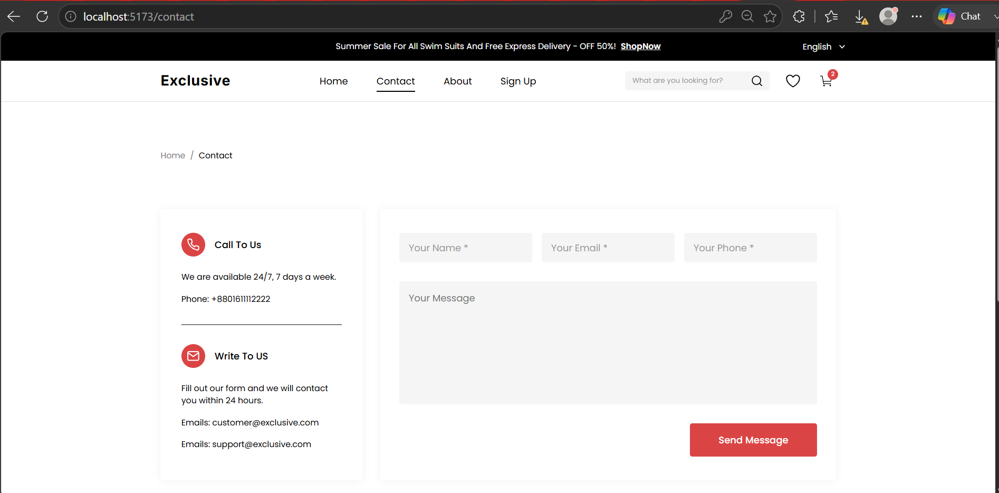 localhost:5173/contact
Chat
Summer Sale For All Swim Suits And Free Express Delivery - OFF 50%! ShopNow
English
Exclusive
Home
Contact
About
Sign Up
What are you looking for?
2
Home / Contact
Call To Us
We are available 24/7, 7 days a week.
Phone: +8801611112222
Write To US
Fill out our form and we will contact
you within 24 hours.
Emails: customer@exclusive.com
Emails: support@exclusive.com
Your Name *
Your Email *
Your Phone *
Your Message
Send Message